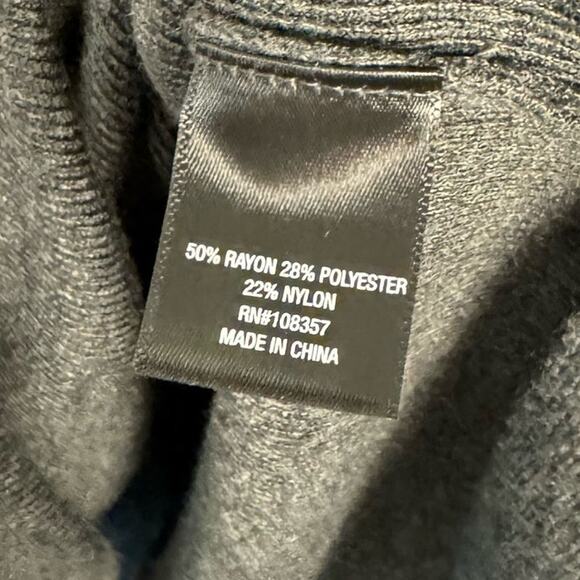 50% RAYON 28% POLYESTER
22% NYLON
RN#108357
MADE IN CHINA